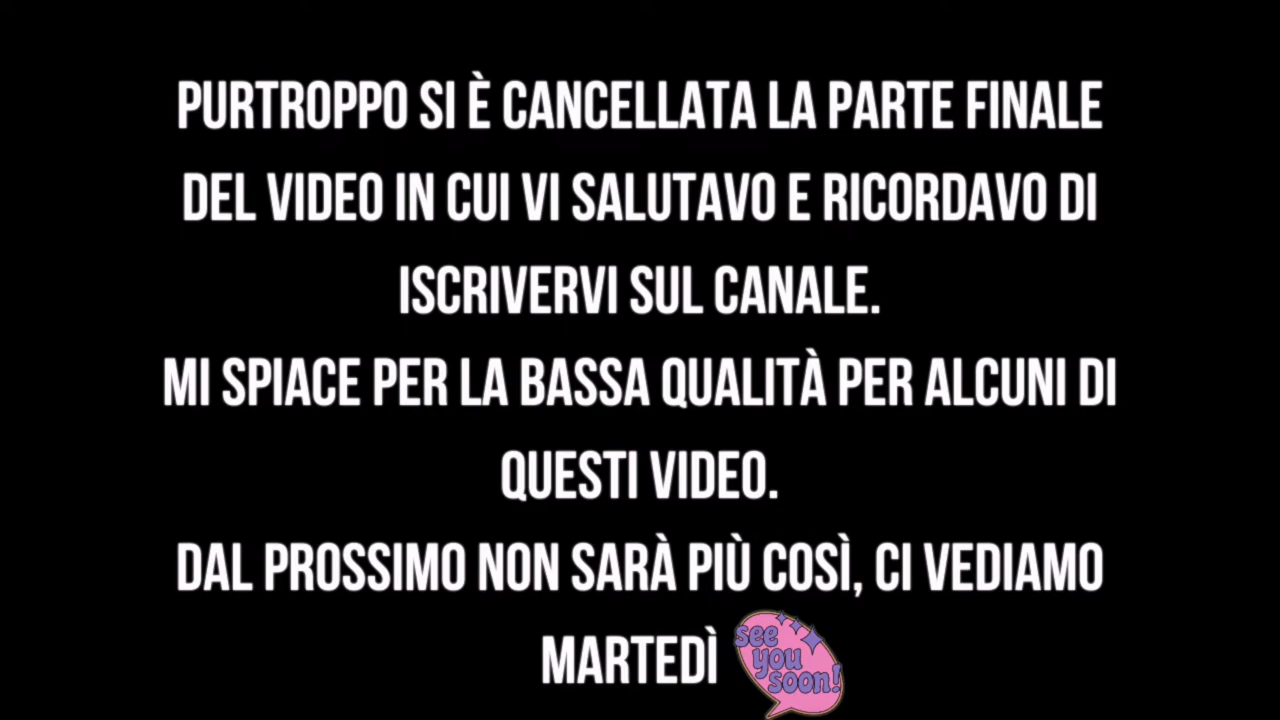 PURTROPPO SI È CANCELLATA LA PARTE FINALE
DEL VIDEO IN CUI VI SALUTAVO E RICORDAVO DI
ISCRIVERVI SUL CANALE.
MI SPIACE PER LA BASSA QUALITÀ PER ALCUNI DI
QUESTI VIDEO.
DAL PROSSIMO NON SARÀ PIÙ COSÌ, CI VEDIAMO
MARTEDÌ
see
you
soon!